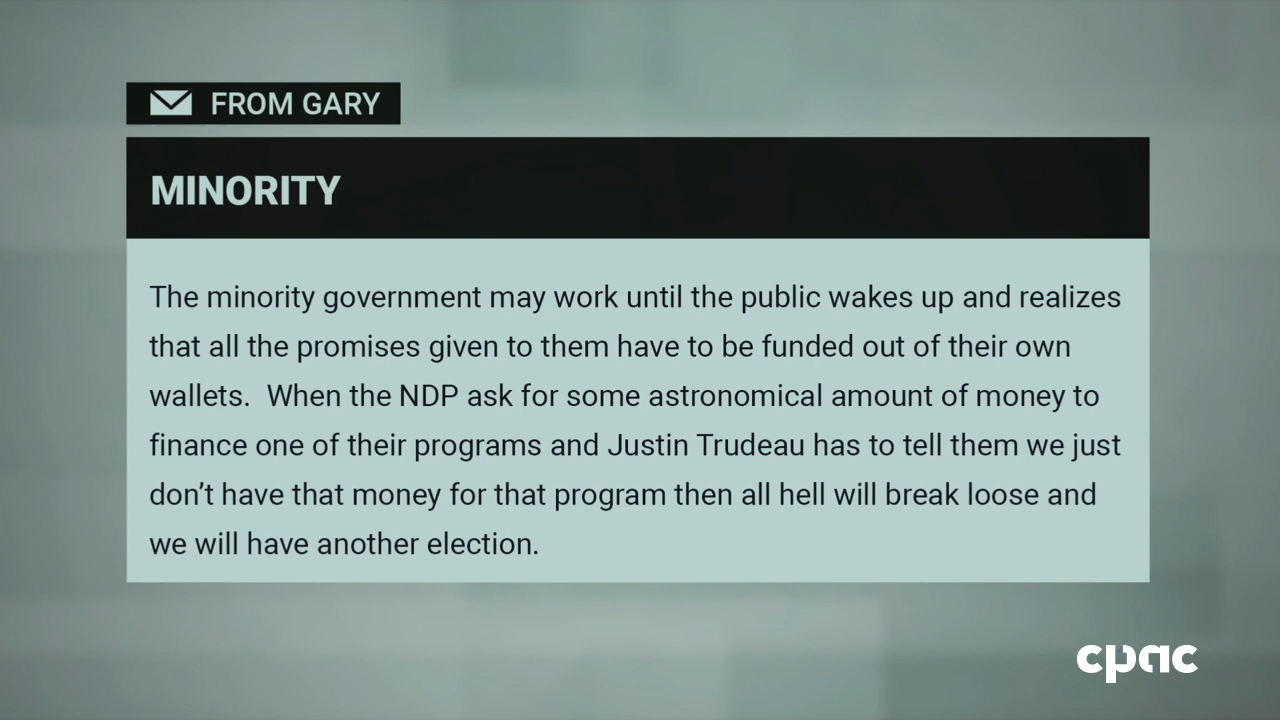 FROM GARY
MINORITY
The minority government may work until the public wakes up and realizes
that all the promises given to them have to be funded out of their own
wallets.  When the NDP ask for some astronomical amount of money to
finance one of their programs and Justin Trudeau has to tell them we just
don’t have that money for that program then all hell will break loose and
we will have another election.
cpac